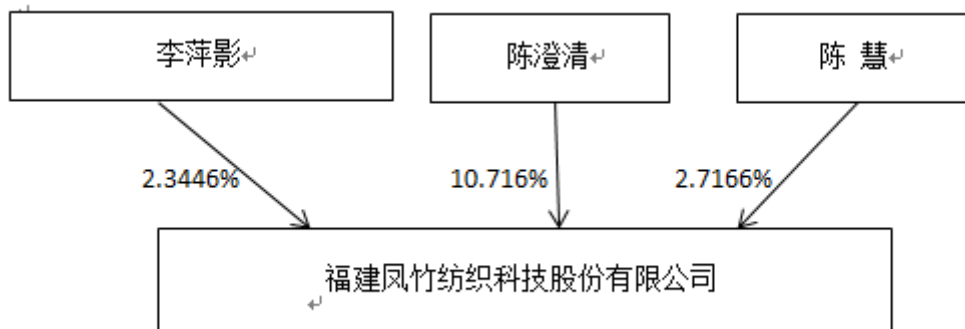 李萍影
陈澄清
陈 慧
2.3446%
10.716%
2.7166%
福建凤竹纺织科技股份有限公司